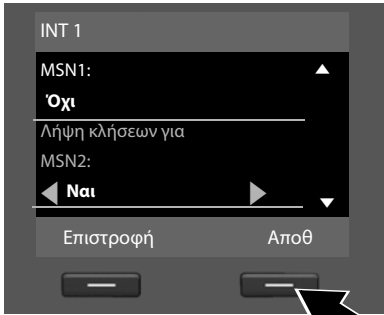 INT 1
MSN1:
Όχι
Λήψη κλήσεων για
MSN2:
Ναι
Επιστροφή Αποθ